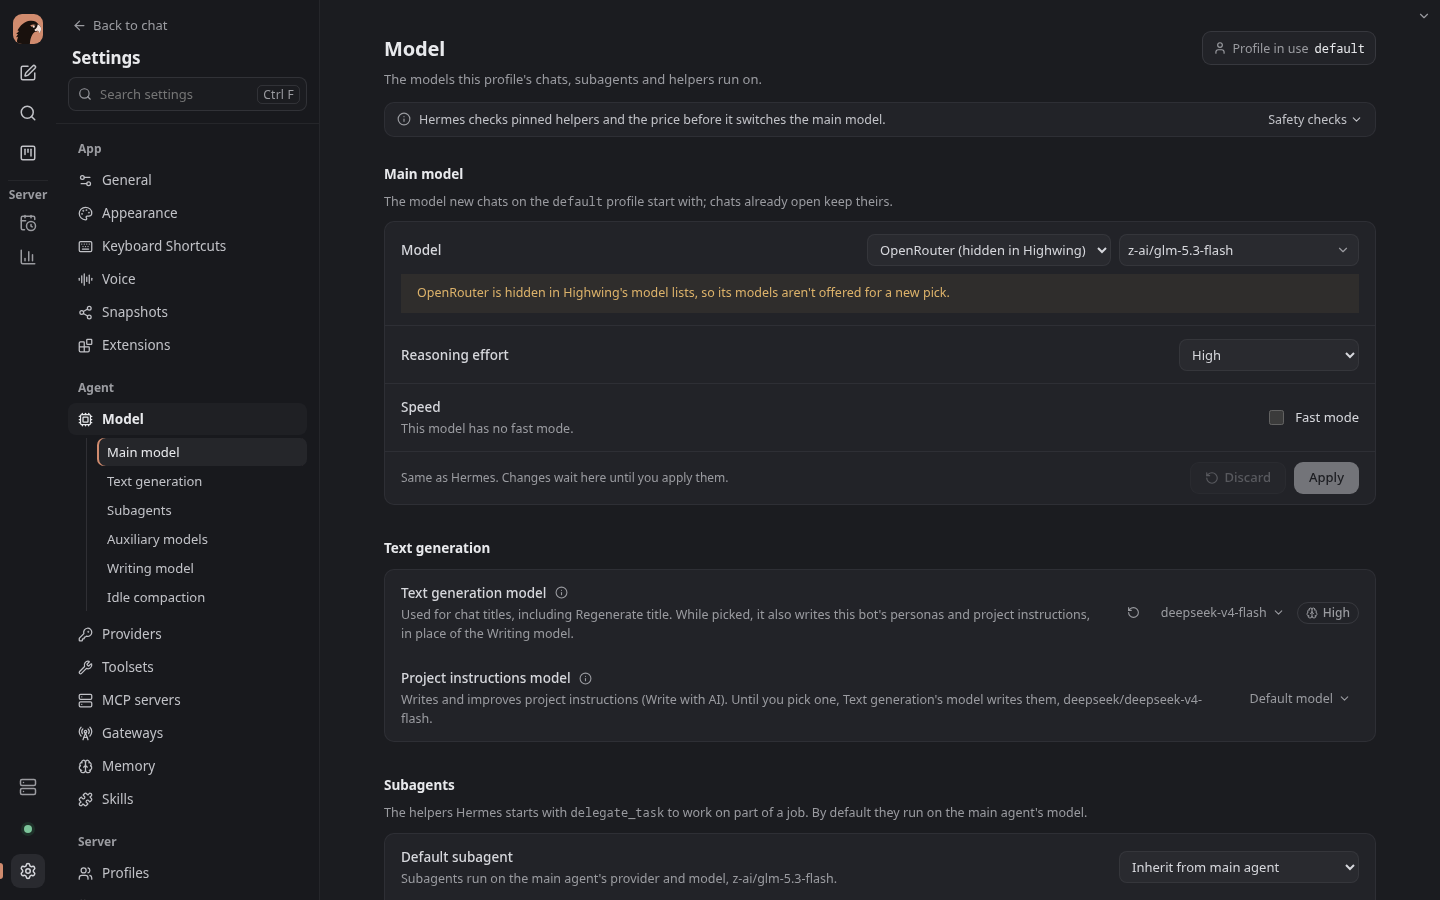 Back to chat
Settings
Search settings
Ctrl F
Server
App
General
Appearance
Keyboard Shortcuts
Voice
Snapshots
Extensions
Agent
Model
Main model
Text generation
Subagents
Auxiliary models
Writing model
Idle compaction
Providers
Toolsets
MCP servers
Gateways
Memory
Skills
Server
Profiles
Model
Profile in use default
The models this profile's chats, subagents and helpers run on.
Hermes checks pinned helpers and the price before it switches the main model.
Safety checks
Main model
The model new chats on the default profile start with; chats already open keep theirs.
Model
OpenRouter (hidden in Highwing)
z-ai/glm-5.3-flash
OpenRouter is hidden in Highwing's model lists, so its models aren't offered for a new pick.
Reasoning effort
High
Speed
This model has no fast mode.
Fast mode
Same as Hermes. Changes wait here until you apply them.
Discard
Apply
Text generation
Text generation model
Used for chat titles, including Regenerate title. While picked, it also writes this bot's personas and project instructions,
in place of the Writing model.
deepseek-v4-flash
High
Project instructions model
Writes and improves project instructions (Write with AI). Until you pick one, Text generation's model writes them, deepseek/deepseek-v4-
flash.
Default model
Subagents
The helpers Hermes starts with delegate_task to work on part of a job. By default they run on the main agent's model.
Default subagent
Subagents run on the main agent's provider and model, z-ai/glm-5.3-flash.
Inherit from main agent